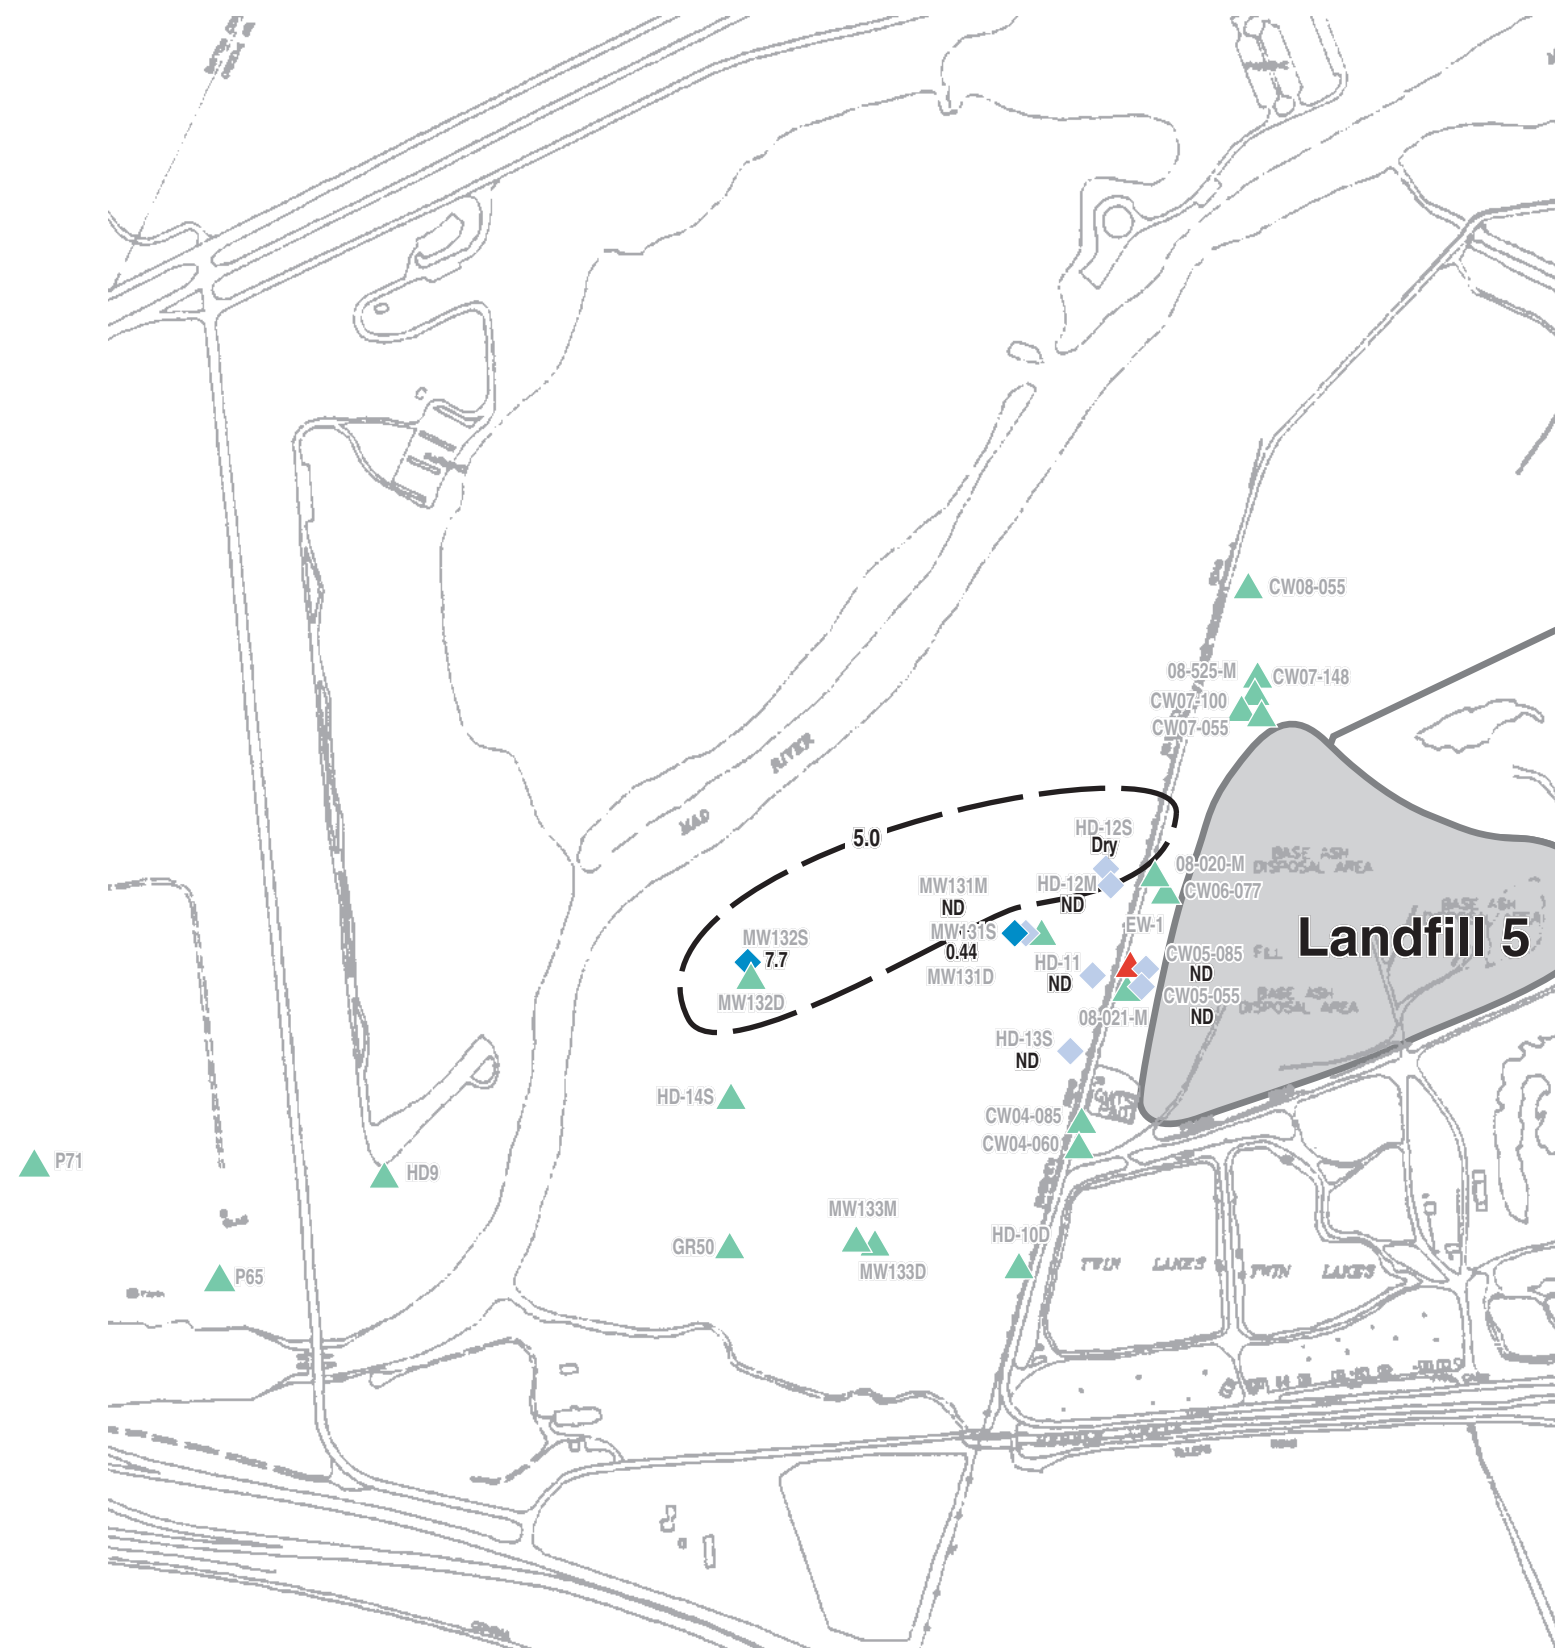 CW08-055
08-525-M
CW07-148
CW07-100
CW07-055
RIVER
MAD
5.0
HD-12S
Dry
08-020-M
BASE ASH
DISPOSAL AREA
MW131M
ND
HD-12M
ND
CW06-077
BASE ASH
EW-1
Landfill 5
MW131S
0.44
MW132S
7.7
MW131D
HD-11
ND
CW05-085
ND
FILL
MW132D
CW05-055
ND
BASE ASH
DISPOSAL AREA
08-021-M
HD-13S
ND
HD-14S
CW04-085
CW04-060
P71
HD9
MW133M
GR50
MW133D
HD-10D
P65
TWIN LAKES
TWIN LAKES